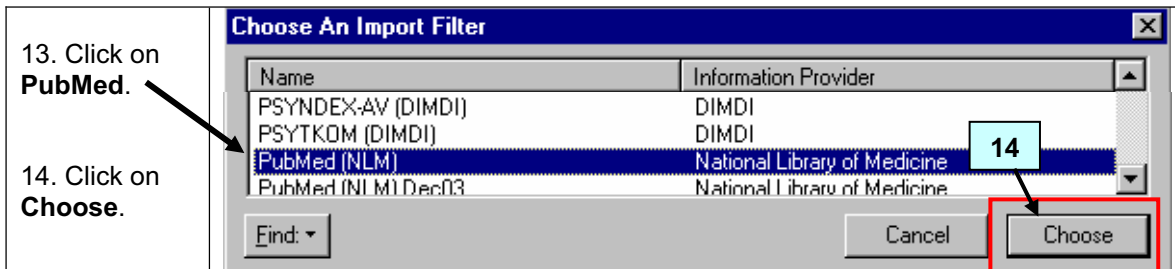 13. Click on
PubMed.
14. Click on
Choose.
Choose An Import Filter
Name Information Provider
PSYNDEX-AV (DIMDI) DIMDI
PSYTKOM (DIMDI) DIMDI
PubMed (NLM) National Library of Medicine
PubMed (NLM) Dec03 National Library of Medicine
14
Find: Cancel Choose